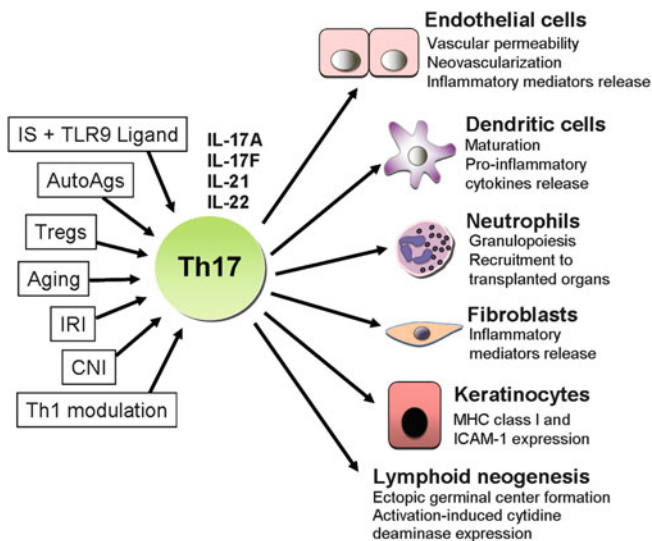 IS + TLR9 Ligand
AutoAgs
Tregs
Aging
IRI
CNI
Th1 modulation
IL-17A
IL-17F
IL-21
IL-22
Th17
Endothelial cells
Vascular permeability
Neovascularization
Inflammatory mediators release
Dendritic cells
Maturation
Pro-inflammatory
cytokines release
Neutrophils
Granulopoiesis
Recruitment to
transplanted organs
Fibroblasts
Inflammatory
mediators release
Keratinocytes
MHC class I and
ICAM-1 expression
Lymphoid neogenesis
Ectopic germinal center formation
Activation-induced cytidine
deaminase expression